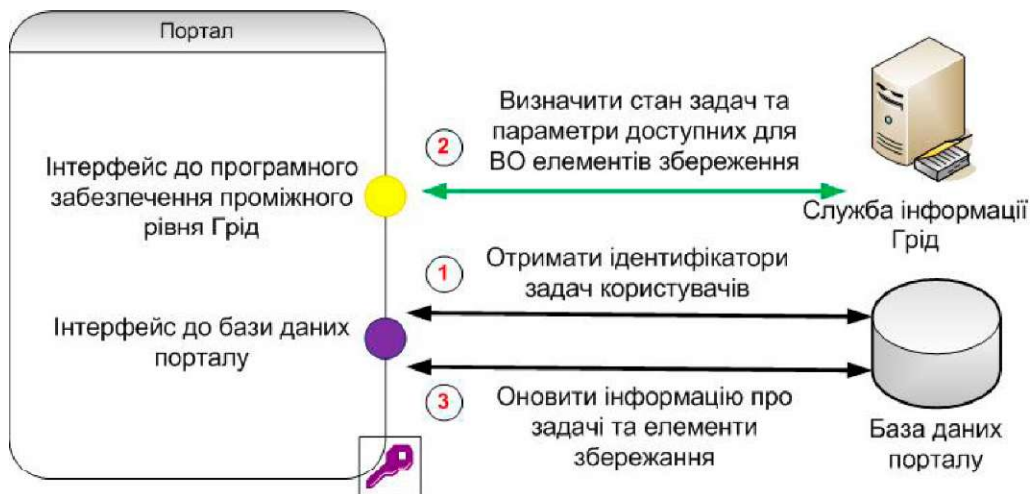 Портал
Визначити стан задач та
параметри доступних для
ВО елементів збереження
2
Інтерфейс до програмного
забезпечення проміжного
рівня Грід
Служба інформації
Грід
1
Отримати ідентифікатори
задач користувачів
Інтерфейс до бази даних
порталу
3
Оновити інформацію про
задачі та елементи
збережання
База даних
порталу